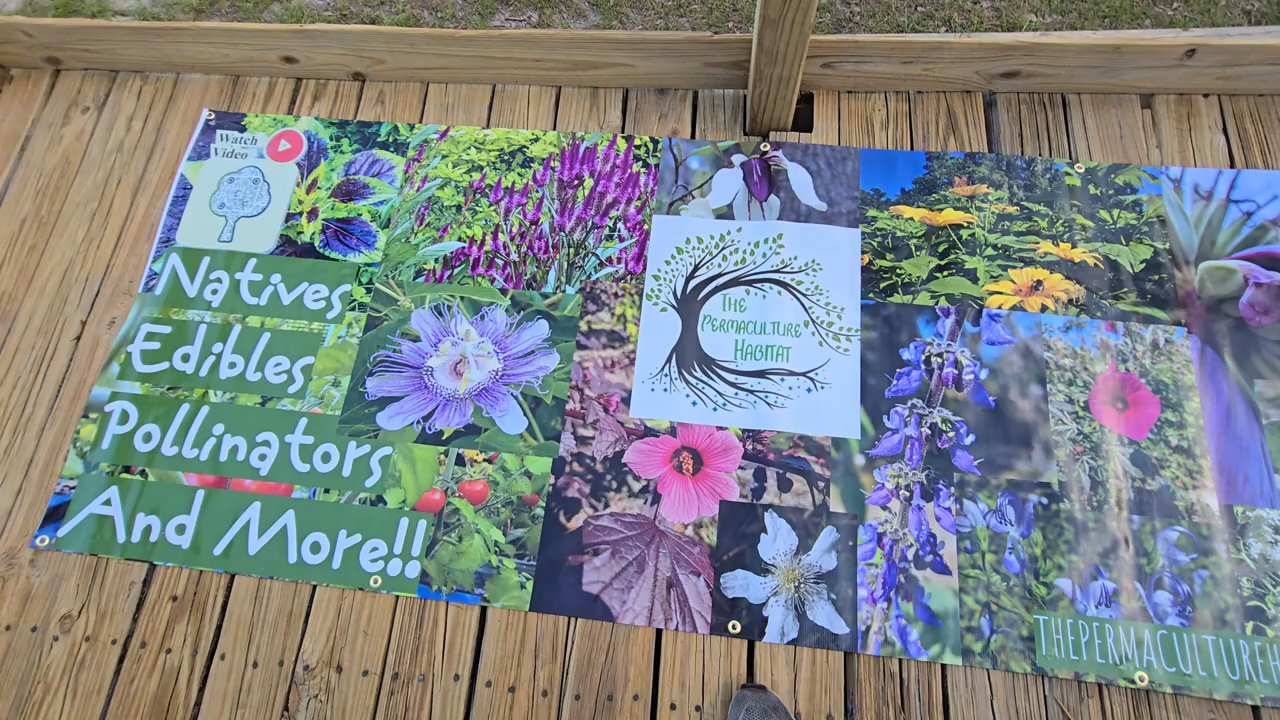 Watch
Video
Natives
Edibles
Pollinators
And More!!
The
Permaculture
Habitat
THEPERMACULTUREH